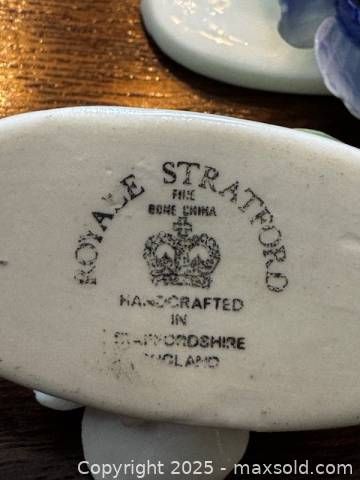 ROYALE STRATFORD
FINE
BONE CHINA
HANDCRAFTED
IN
STAFFORDSHIRE
ENGLAND
Copyright © 2025 - maxsold.com